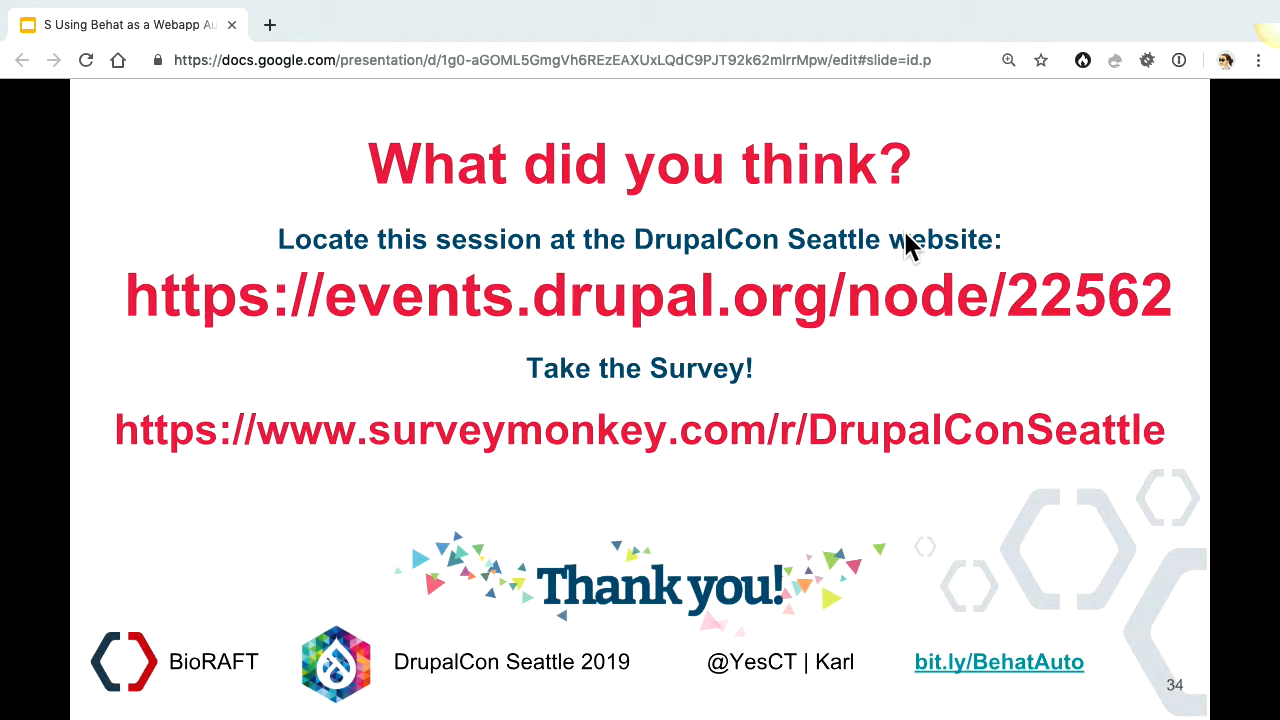 S Using Behat as a Webapp Au
https://docs.google.com/presentation/d/1g0-aGOML5GmgVh6REzEAXUxLQdC9PJT92k62mlrrMpw/edit#slide=id.p
What did you think?
Locate this session at the DrupalCon Seattle website:
https://events.drupal.org/node/22562
Take the Survey!
https://www.surveymonkey.com/r/DrupalConSeattle
Thank you!
BioRAFT
DrupalCon Seattle 2019
@YesCT | Karl
bit.ly/BehatAuto
34